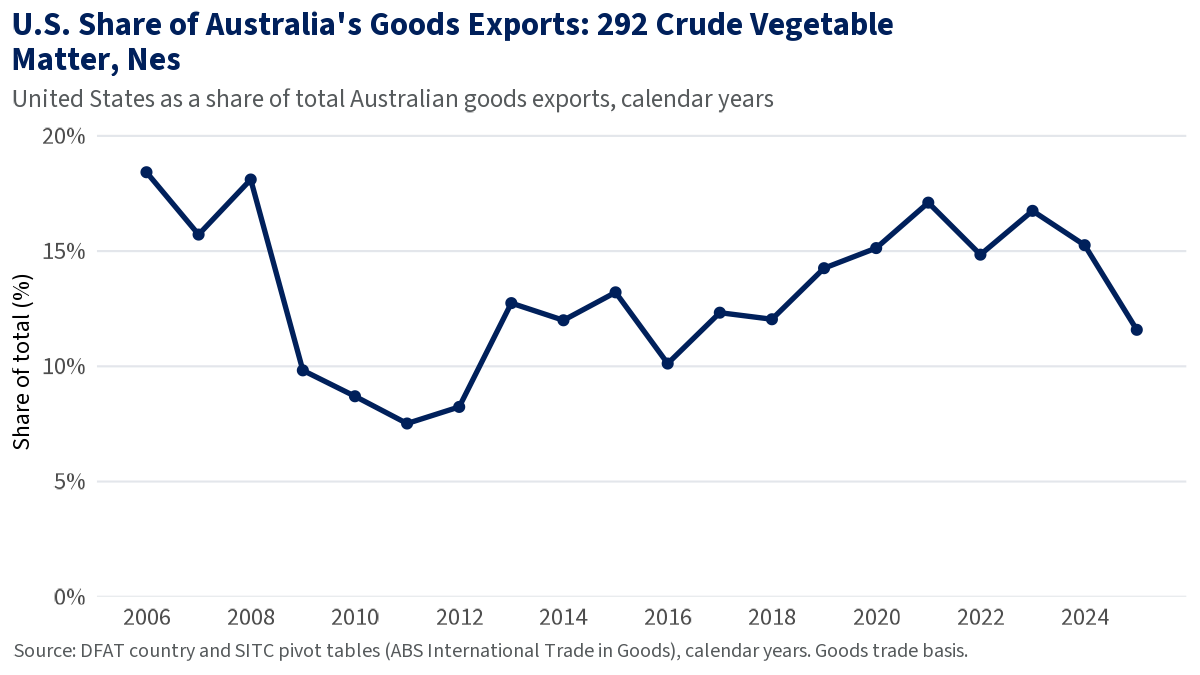 U.S. Share of Australia's Goods Exports: 292 Crude Vegetable
Matter, Nes
United States as a share of total Australian goods exports, calendar years
20%
15%
10%
5%
0%
Share of total (%)
2006 2008 2010 2012 2014 2016 2018 2020 2022 2024
Source: DFAT country and SITC pivot tables (ABS International Trade in Goods), calendar years. Goods trade basis.